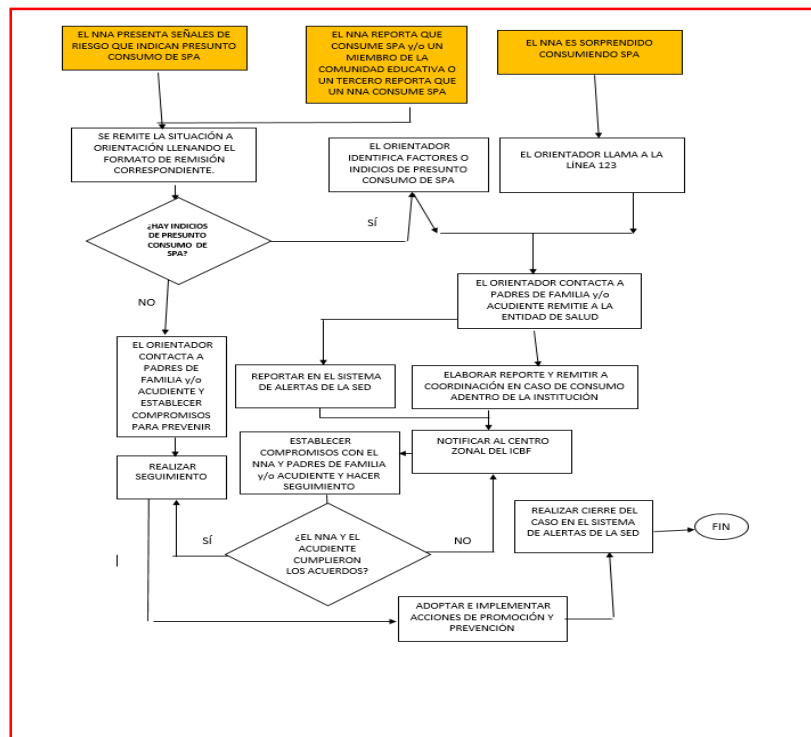 EL NNA PRESENTA SEÑALES DE
RIESGO QUE INDICAN PRESUNTO
CONSUMO DE SPA
EL NNA REPORTA QUE
CONSUME SPA y/o UN
MIEMBRO DE LA
COMUNIDAD EDUCATIVA O
UN TERCERO REPORTA QUE
UN NNA CONSUME SPA
EL NNA ES SORPRENDIDO
CONSUMIENDO SPA
SE REMITE LA SITUACIÓN A
ORIENTACIÓN LLENANDO EL
FORMATO DE REMISIÓN
CORRESPONDIENTE.
EL ORIENTADOR
IDENTIFICA FACTORES O
INDICIOS DE PRESUNTO
CONSUMO DE SPA
EL ORIENTADOR LLAMA A LA
LÍNEA 123
¿HAY INDICIOS
DE PRESUNTO
CONSUMO DE
SPA?
SÍ
NO
EL ORIENTADOR CONTACTA A
PADRES DE FAMILIA y/o
ACUDIENTE REMITIE A LA
ENTIDAD DE SALUD
EL ORIENTADOR
CONTACTA A
PADRES DE
FAMILIA y/o
ACUDIENTE Y
ESTABLECER
COMPROMISOS
PARA PREVENIR
REPORTAR EN EL SISTEMA
DE ALERTAS DE LA SED
ELABORAR REPORTE Y REMITIR A
COORDINACIÓN EN CASO DE CONSUMO
ADENTRO DE LA INSTITUCIÓN
REALIZAR
SEGUIMIENTO
ESTABLECER
COMPROMISOS CON EL
NNA Y PADRES DE FAMILIA
y/o ACUDIENTE Y HACER
SEGUIMIENTO
NOTIFICAR AL CENTRO
ZONAL DEL ICBF
REALIZAR CIERRE DEL
CASO EN EL SISTEMA DE
ALERTAS DE LA SED
FIN
SÍ
¿EL NNA Y EL
ACUDIENTE
CUMPLIERON
LOS ACUERDOS?
NO
ADOPTAR E IMPLEMENTAR
ACCIONES DE PROMOCIÓN Y
PREVENCIÓN